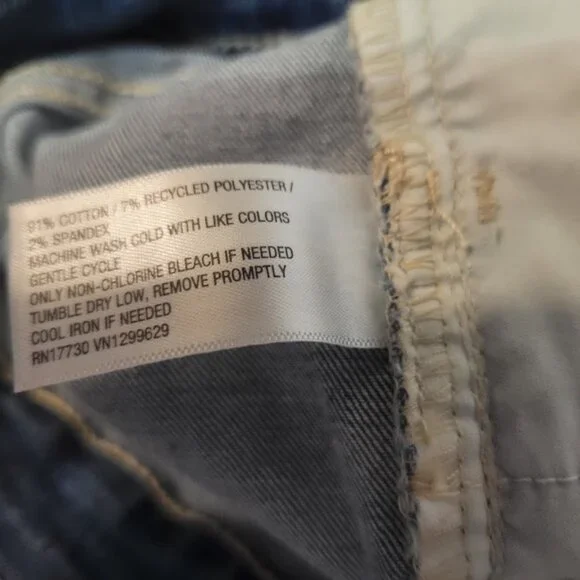 91% COTTON / 7% RECYCLED POLYESTER /
2% SPANDEX
MACHINE WASH COLD WITH LIKE COLORS
GENTLE CYCLE
ONLY NON-CHLORINE BLEACH IF NEEDED
TUMBLE DRY LOW, REMOVE PROMPTLY
COOL IRON IF NEEDED
RN17730 VN1299629